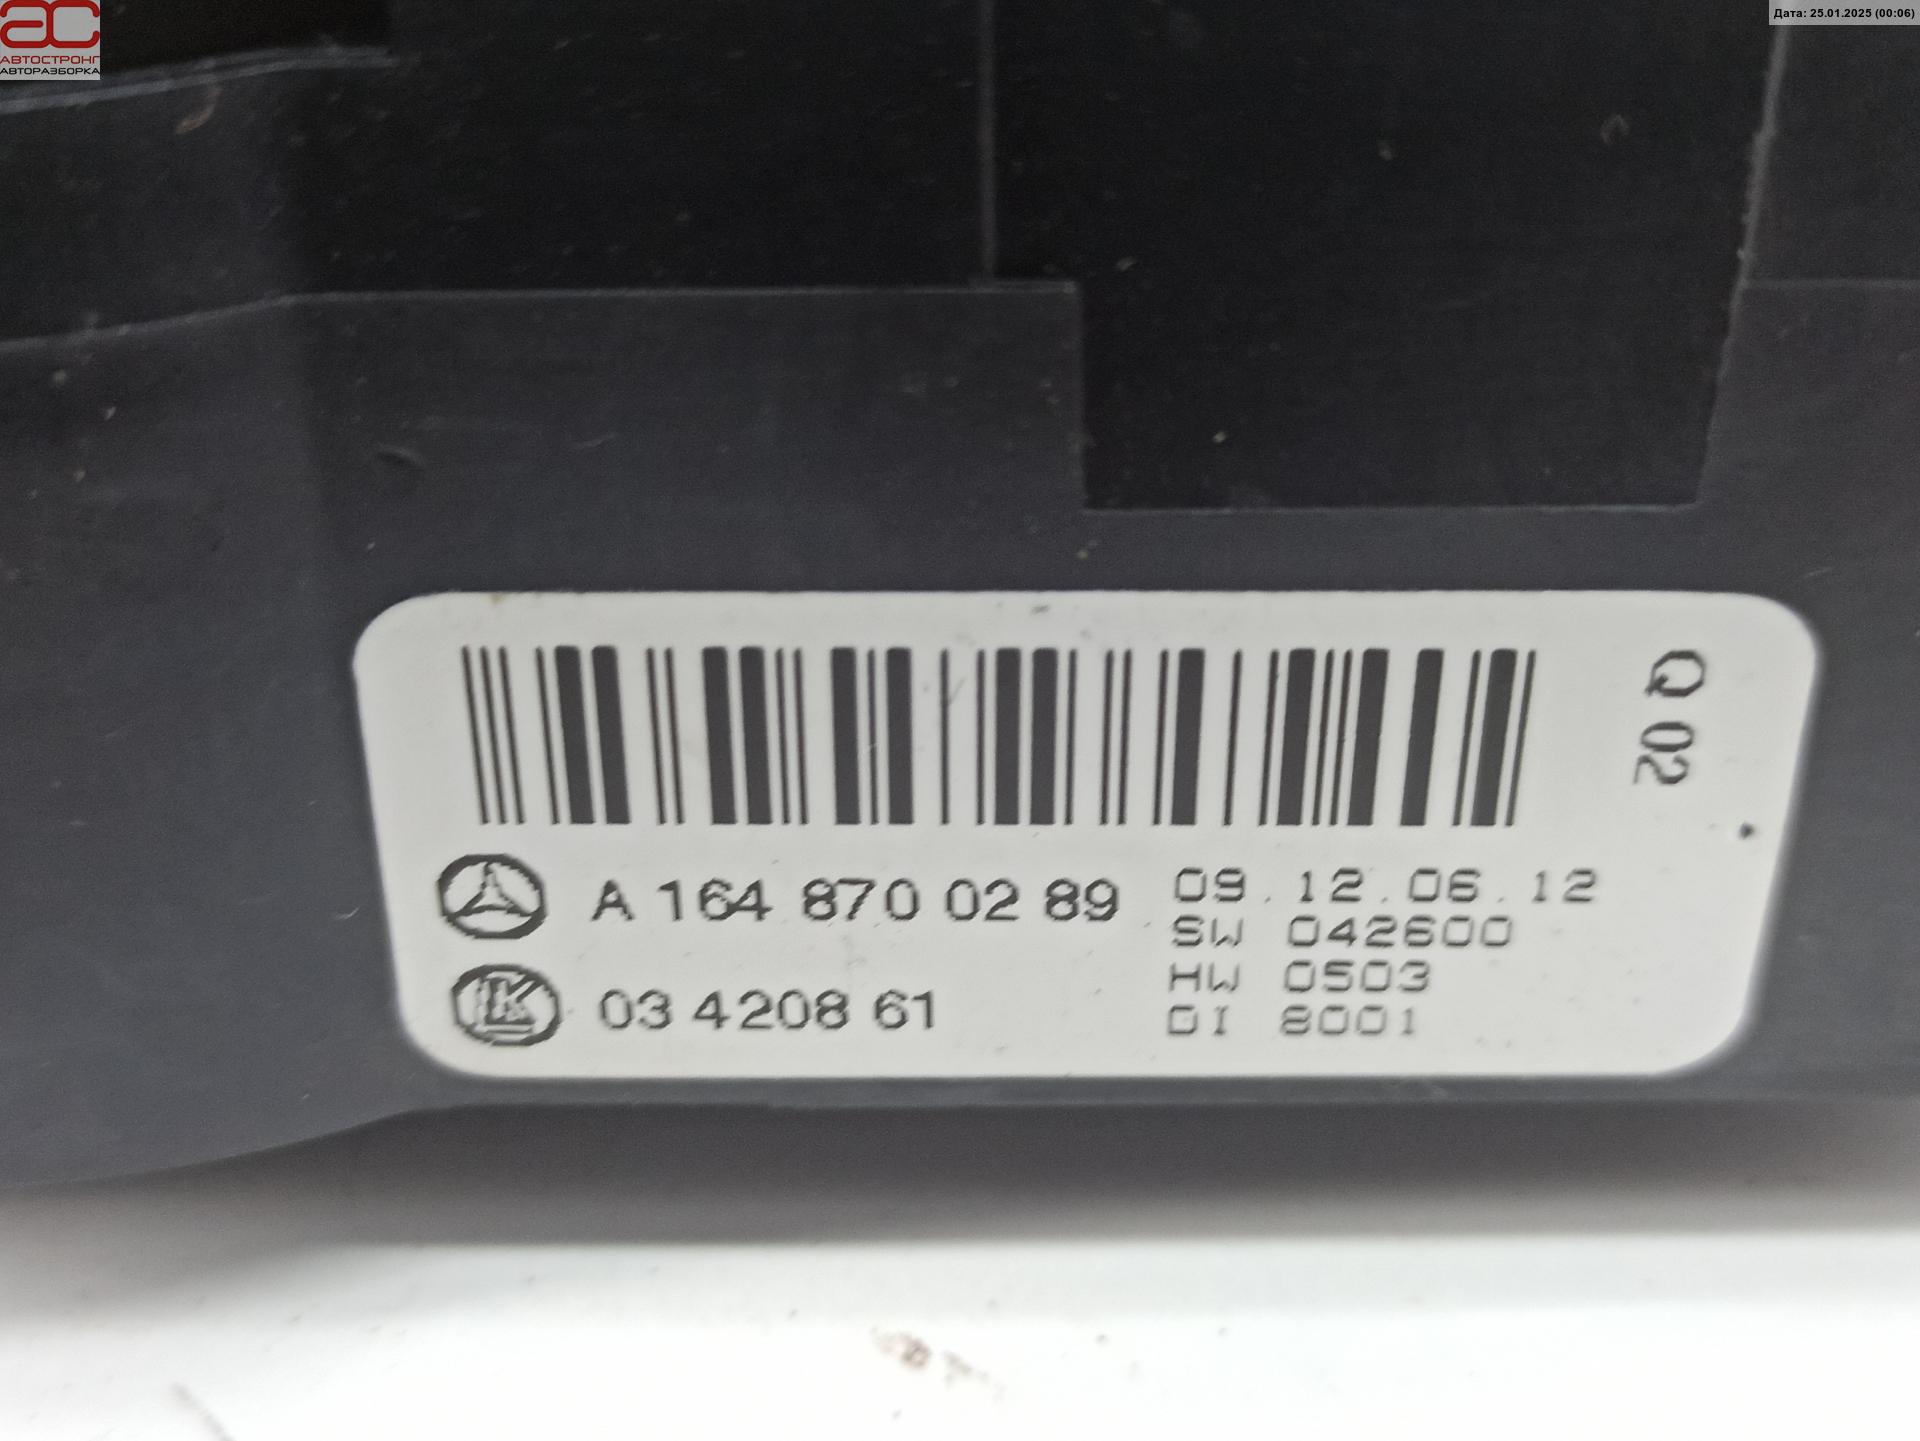 АС
АВТОСТРОНГ
АВТОРАЗБОРКА
Дата: 25.01.2025 (00:06)
Q 02
A 164 870 02 89
09.12.06.12
SW 042600
HW 0503
DI 8001
LK
03 4208 61